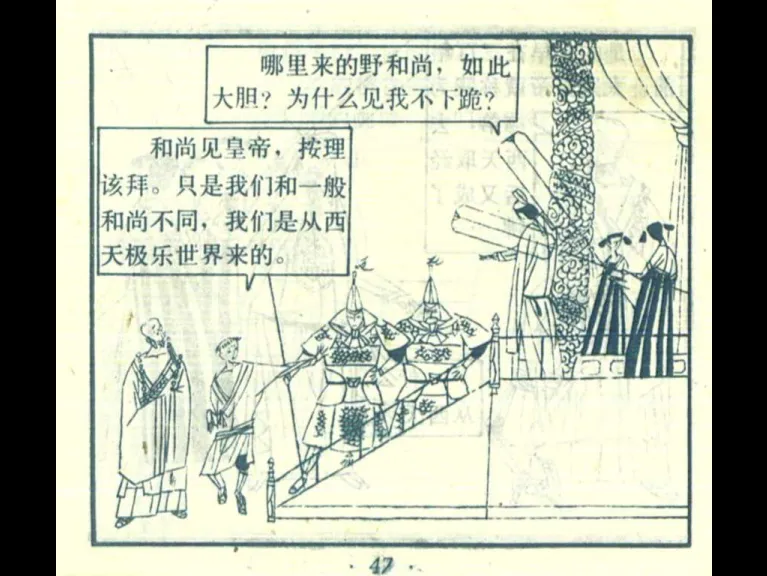 哪里来的野和尚，如此
大胆？为什么见我不下跪？
和尚见皇帝，按理
该拜。只是我们和一般
和尚不同，我们是从西
天极乐世界来的。
· 47 ·